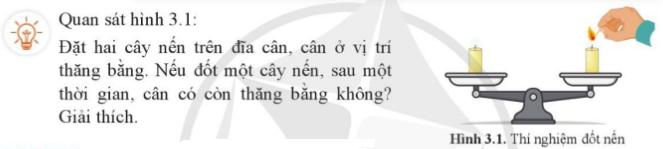 Quan sát hình 3.1:
Đặt hai cây nến trên đĩa cân, cân ở vị trí
thăng bằng. Nếu đốt một cây nến, sau một
thời gian, cân có còn thăng bằng không?
Giải thích.
Hình 3.1. Thí nghiệm đốt nến